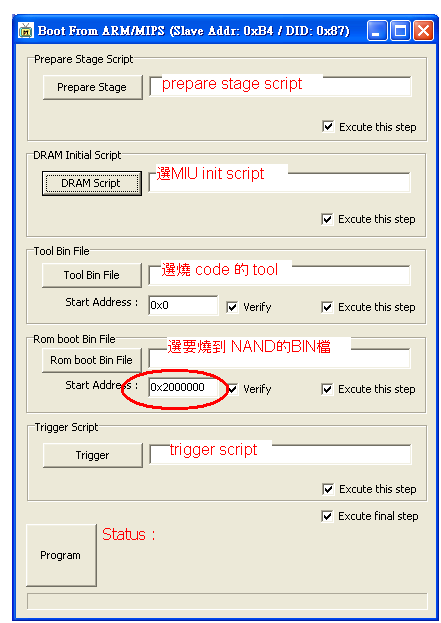 Boot From ARM/MIPS (Slave Addr: 0xB4 / DID: 0x87)
Prepare Stage Script
Prepare Stage
prepare stage script
Excute this step
DRAM Initial Script
DRAM Script
選MIU init script
Excute this step
Tool Bin File
Tool Bin File
選燒 code 的 tool
Start Address :
0x0
Verify
Excute this step
Rom boot Bin File
Rom boot Bin File
選要燒到 NAND的BIN檔
Start Address :
0x2000000
Verify
Excute this step
Trigger Script
Trigger
trigger script
Excute this step
Excute final step
Program
Status :